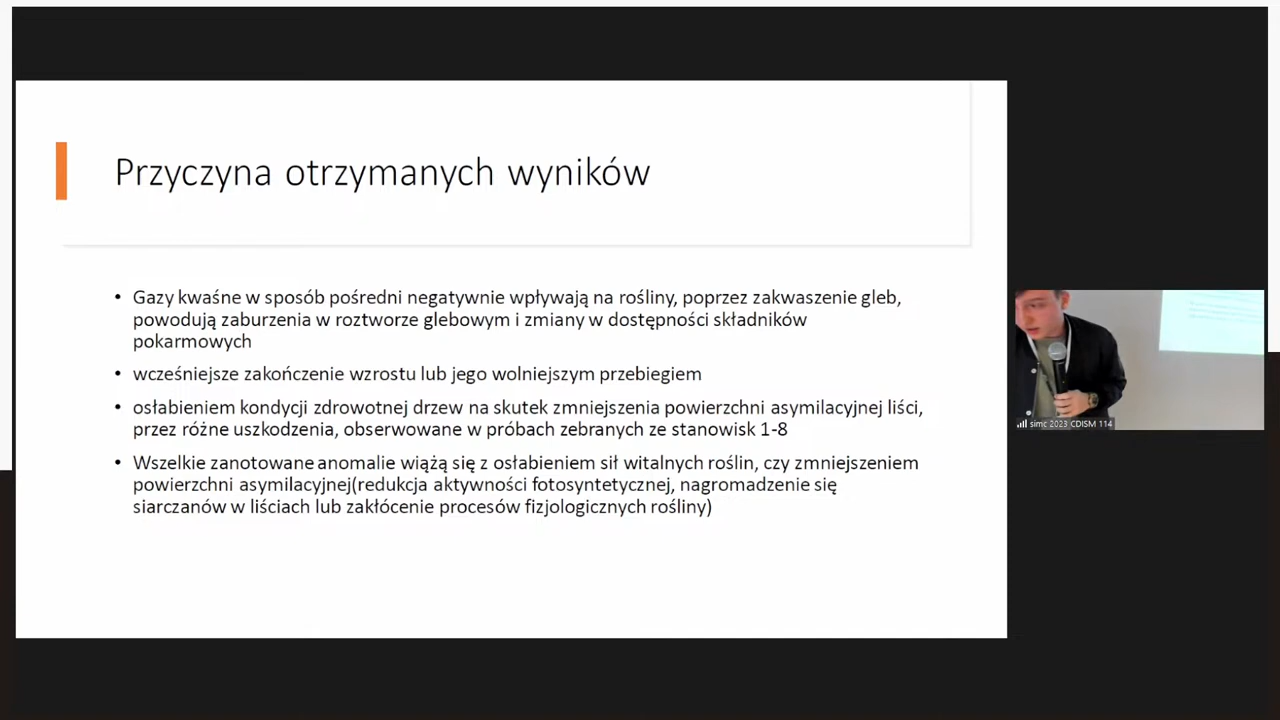 Przyczyna otrzymanych wyników
• Gazy kwaśne w sposób pośredni negatywnie wpływają na rośliny, poprzez zakwaszenie gleb,
powodują zaburzenia w roztworze glebowym i zmiany w dostępności składników
pokarmowych
• wcześniejsze zakończenie wzrostu lub jego wolniejszym przebiegiem
• osłabieniem kondycji zdrowotnej drzew na skutek zmniejszenia powierzchni asymilacyjnej liści,
przez różne uszkodzenia, obserwowane w próbach zebranych ze stanowisk 1-8
• Wszelkie zanotowane anomalie wiążą się z osłabieniem sił witalnych roślin, czy zmniejszeniem
powierzchni asymilacyjnej(redukcja aktywności fotosyntetycznej, nagromadzenie się
siarczanów w liściach lub zakłócenie procesów fizjologicznych rośliny)
simc 2023 CDISM 114